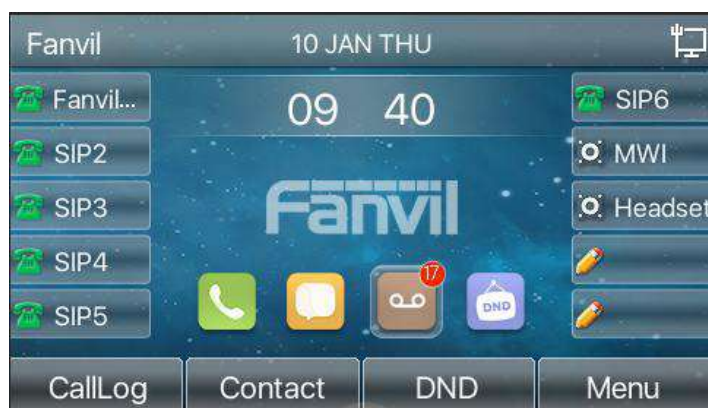 Fanvil 10 JAN THU
Fanvil... 09 40 SIP6
SIP2 MWI
SIP3 Headset
Fanvil
SIP4
17
DND
SIP5
CallLog Contact DND Menu